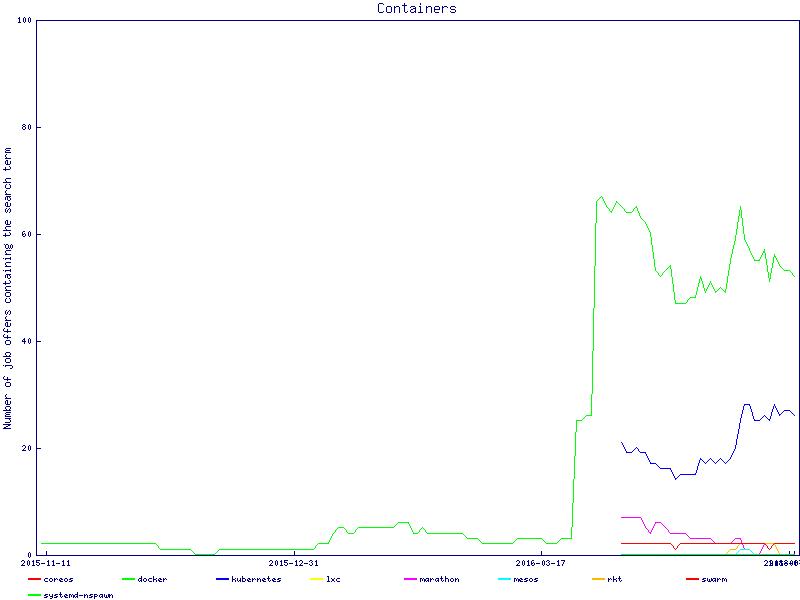 Containers
Number of job offers containing the search term
100
80
60
40
20
0
2015-11-11
2015-12-31
2016-03-17
coreos
docker
kubernetes
lxc
marathon
mesos
rkt
swarm
systemd-nspawn